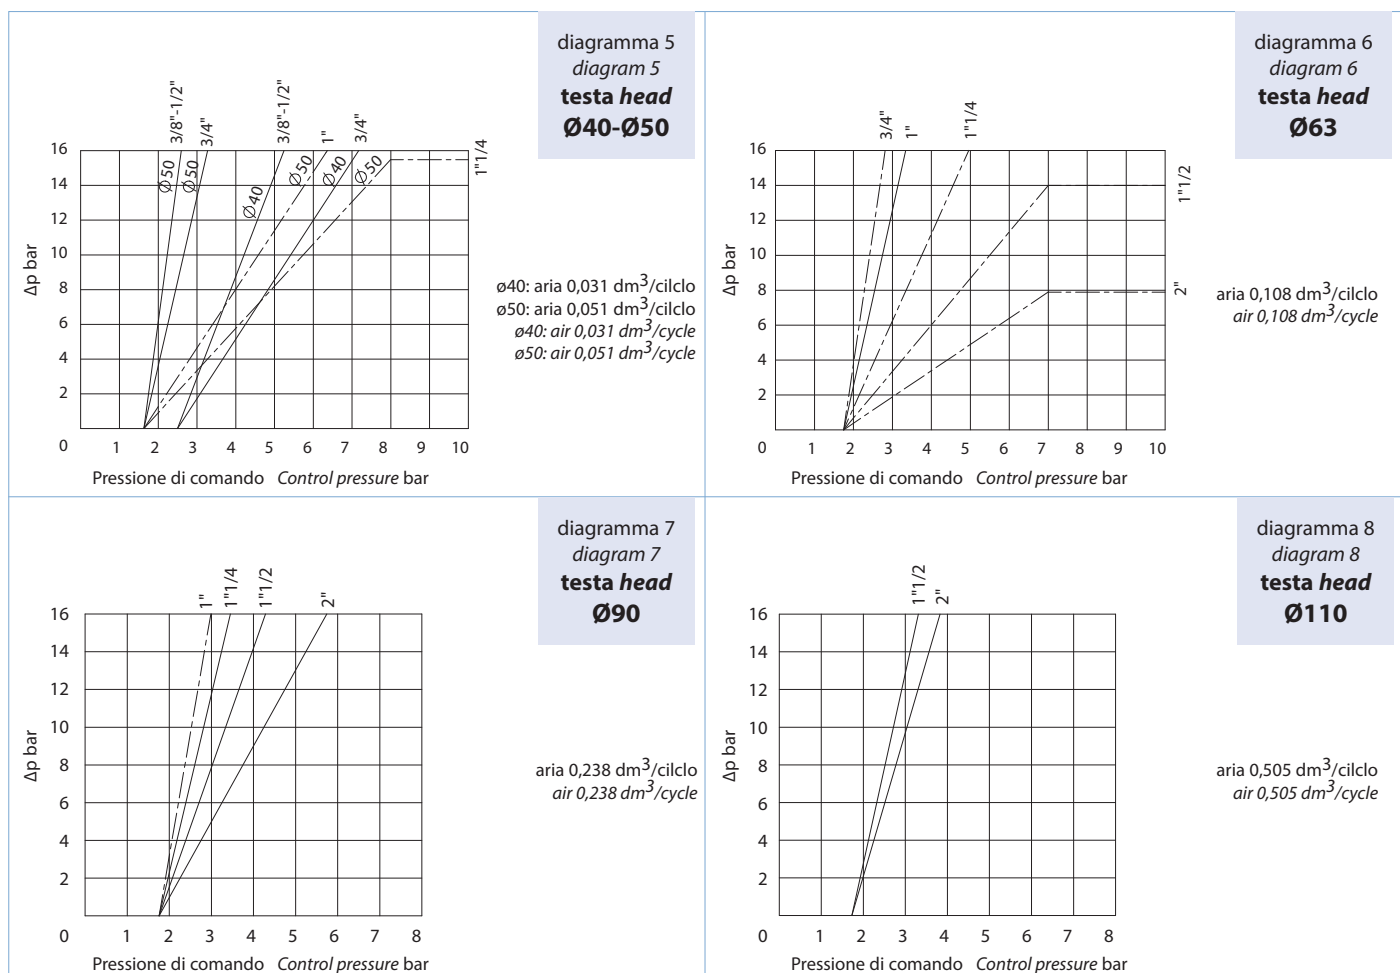 diagramma 5
diagram 5
testa head
Ø40-Ø50
3/8"-1/2"
3/4"
3/8"-1/2"
1"
3/4"
1"1/4
Ø50
Ø50
Ø40
Ø50
Ø40
Ø50
16
14
12
10
8
6
4
2
0 1 2 3 4 5 6 7 8 9 10
Δp bar
Pressione di comando Control pressure bar
ø40: aria 0,031 dm³/cilclo
ø50: aria 0,051 dm³/cilclo
ø40: air 0,031 dm³/cycle
ø50: air 0,051 dm³/cycle
diagramma 6
diagram 6
testa head
Ø63
3/4"
1"
1"1/4
1"1/2
2"
16
14
12
10
8
6
4
2
0 1 2 3 4 5 6 7 8 9 10
Δp bar
Pressione di comando Control pressure bar
aria 0,108 dm³/cilclo
air 0,108 dm³/cycle
diagramma 7
diagram 7
testa head
Ø90
1"
1"1/4
1"1/2
2"
16
14
12
10
8
6
4
2
0 1 2 3 4 5 6 7 8
Δp bar
Pressione di comando Control pressure bar
aria 0,238 dm³/cilclo
air 0,238 dm³/cycle
diagramma 8
diagram 8
testa head
Ø110
1"1/2
2"
16
14
12
10
8
6
4
2
0 1 2 3 4 5 6 7 8
Δp bar
Pressione di comando Control pressure bar
aria 0,505 dm³/cilclo
air 0,505 dm³/cycle